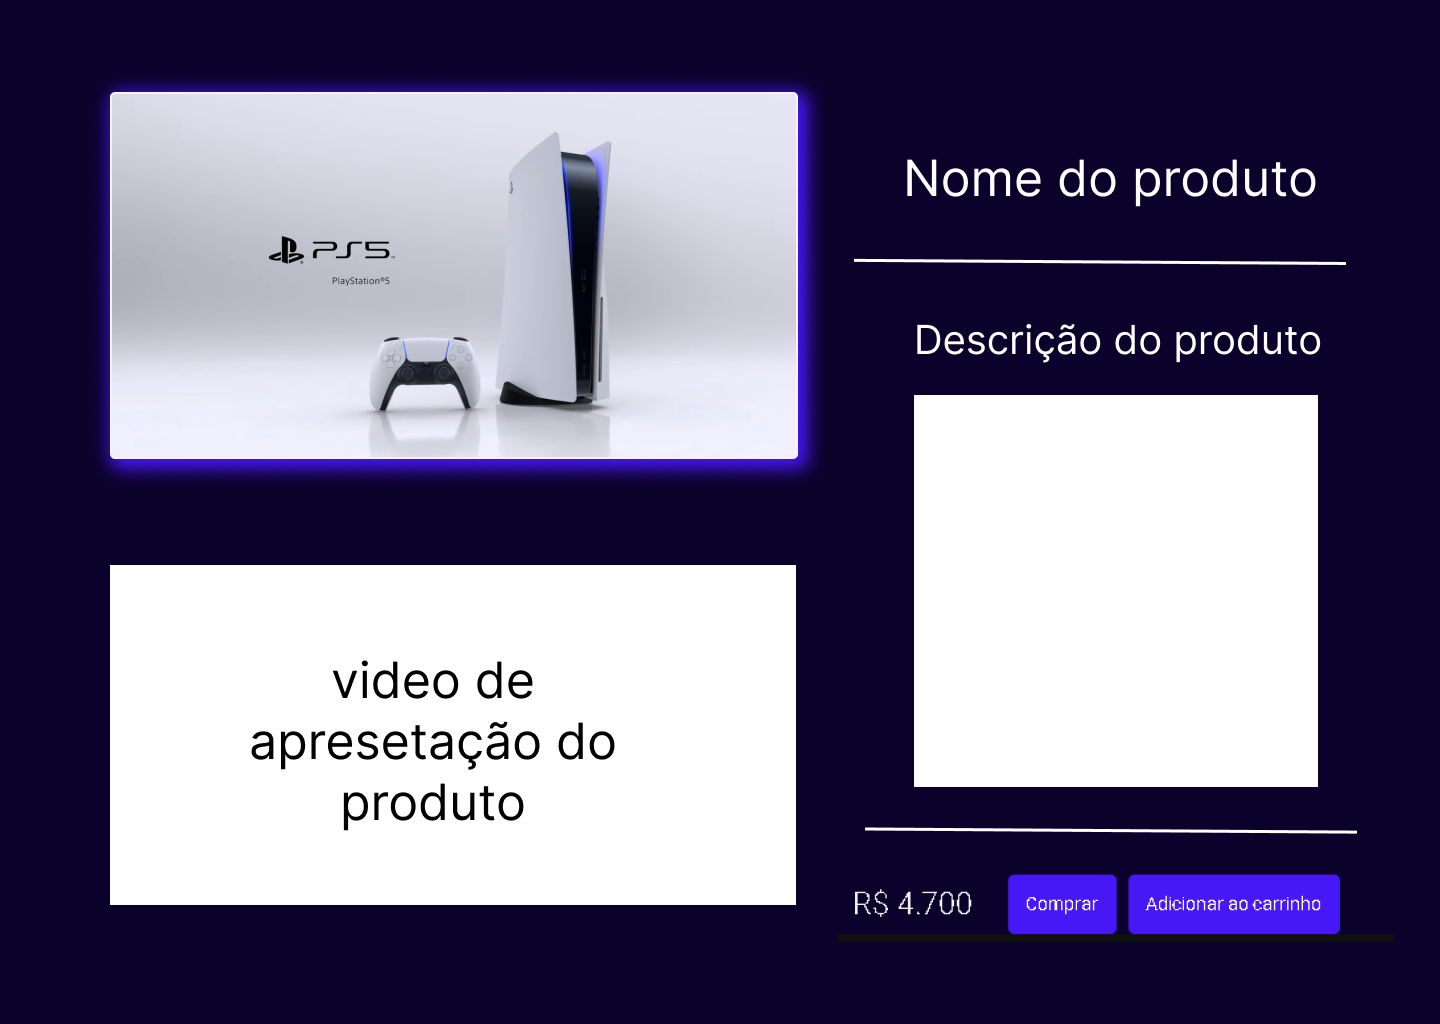 PS5
PlayStation®5
Nome do produto
Descrição do produto
video de
apresetação do
produto
R$ 4.700
Comprar
Adicionar ao carrinho